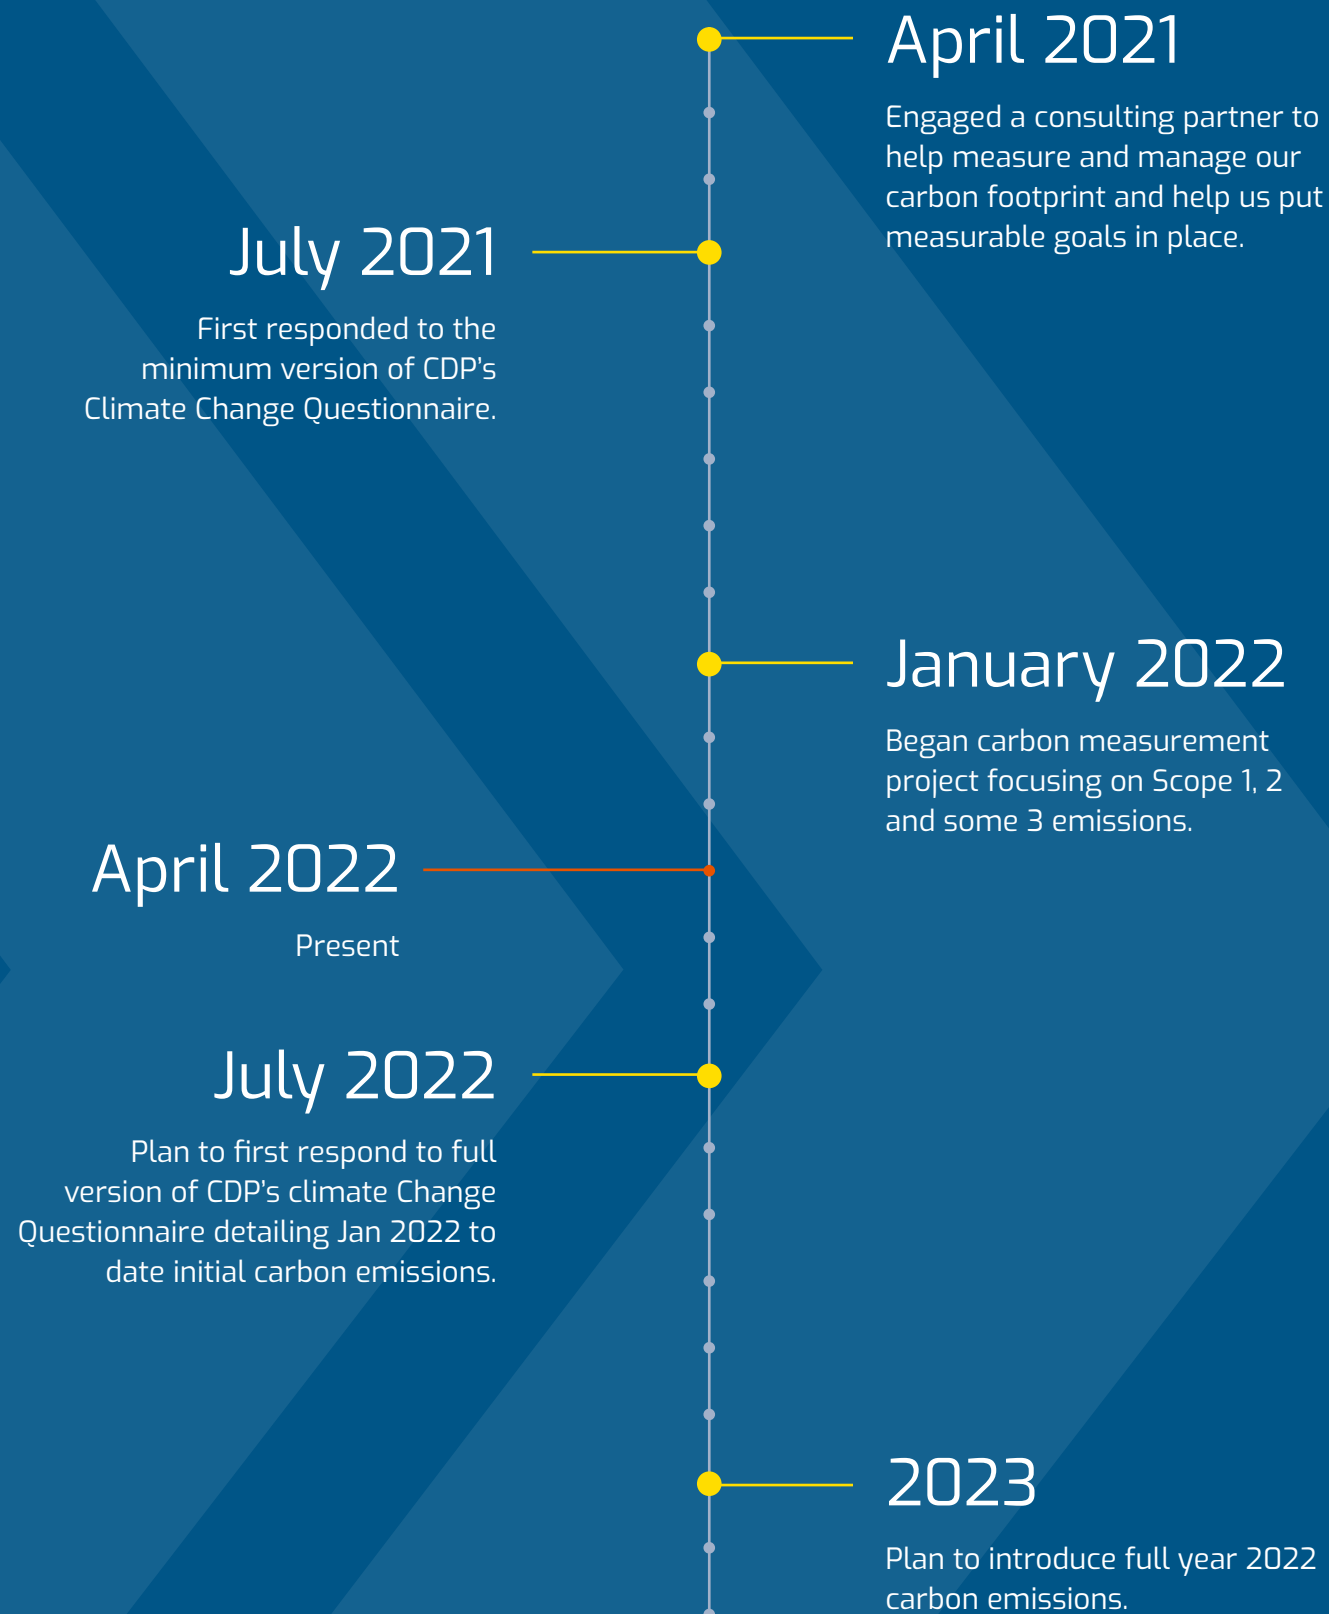 April 2021
Engaged a consulting partner to
help measure and manage our
carbon footprint and help us put
measurable goals in place.
July 2021
First responded to the
minimum version of CDP’s
Climate Change Questionnaire.
January 2022
Began carbon measurement
project focusing on Scope 1, 2
and some 3 emissions.
April 2022
Present
July 2022
Plan to first respond to full
version of CDP’s climate Change
Questionnaire detailing Jan 2022 to
date initial carbon emissions.
2023
Plan to introduce full year 2022
carbon emissions.